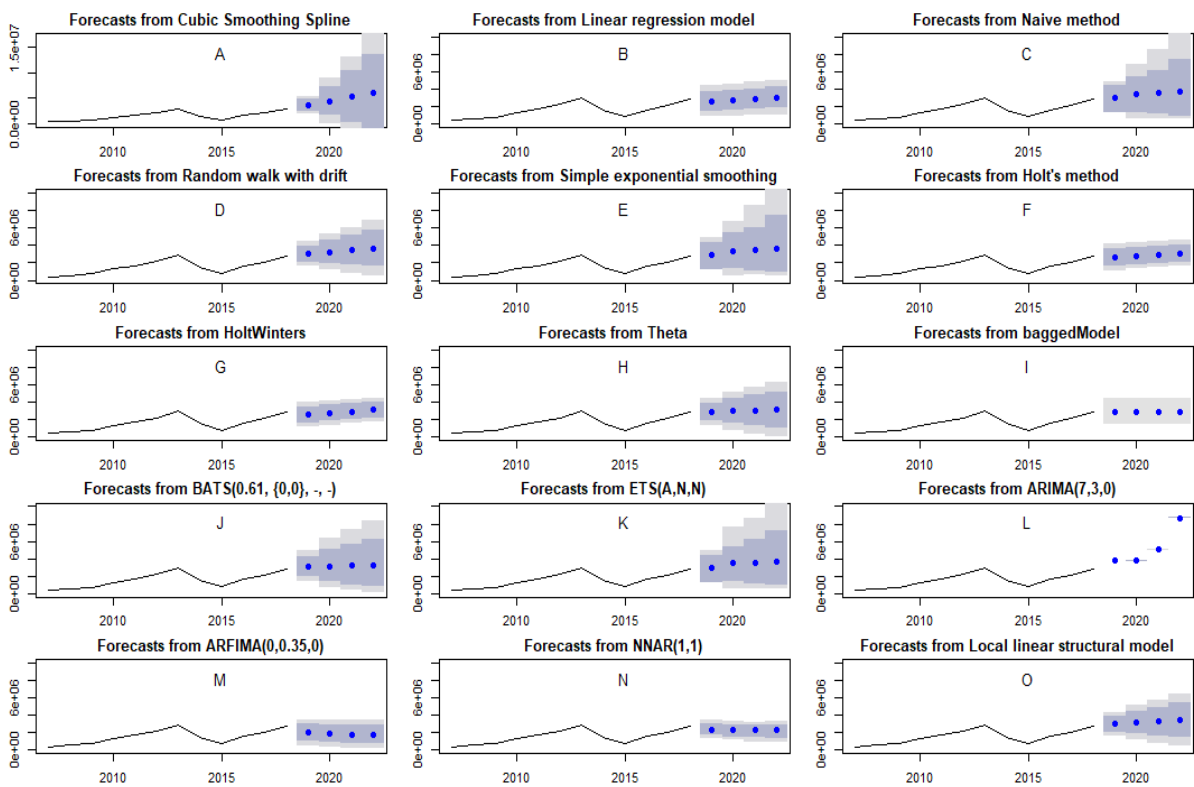 Forecasts from Cubic Smoothing Spline
Forecasts from Linear regression model
Forecasts from Naive method
A
B
C
0.0e+00 1.5e+07
0e+00 6e+06
0e+00 6e+06
2010 2015 2020
2010 2015 2020
2010 2015 2020
Forecasts from Random walk with drift
Forecasts from Simple exponential smoothing
Forecasts from Holt's method
D
E
F
0e+00 6e+06
0e+00 6e+06
0e+00 6e+06
2010 2015 2020
2010 2015 2020
2010 2015 2020
Forecasts from HoltWinters
Forecasts from Theta
Forecasts from baggedModel
G
H
I
0e+00 6e+06
0e+00 6e+06
0e+00 6e+06
2010 2015 2020
2010 2015 2020
2010 2015 2020
Forecasts from BATS(0.61, {0,0}, -, -)
Forecasts from ETS(A,N,N)
Forecasts from ARIMA(7,3,0)
J
K
L
0e+00 6e+06
0e+00 6e+06
0e+00 6e+06
2010 2015 2020
2010 2015 2020
2010 2015 2020
Forecasts from ARFIMA(0,0.35,0)
Forecasts from NNAR(1,1)
Forecasts from Local linear structural model
M
N
O
0e+00 6e+06
0e+00 6e+06
0e+00 6e+06
2010 2015 2020
2010 2015 2020
2010 2015 2020